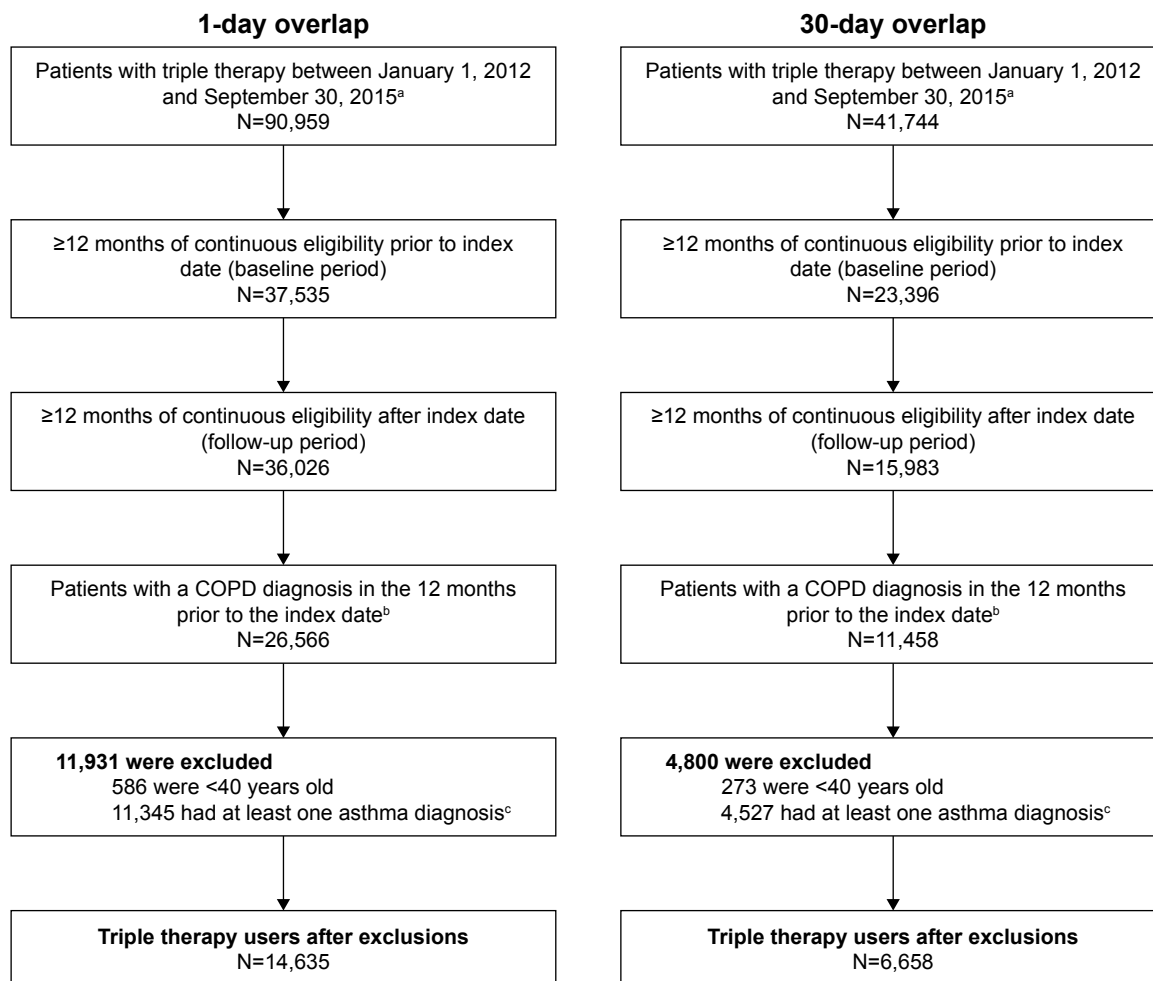 1-day overlap
Patients with triple therapy between January 1, 2012
and September 30, 2015ᵃ
N=90,959
≥12 months of continuous eligibility prior to index
date (baseline period)
N=37,535
≥12 months of continuous eligibility after index date
(follow-up period)
N=36,026
Patients with a COPD diagnosis in the 12 months
prior to the index dateᵇ
N=26,566
11,931 were excluded
586 were <40 years old
11,345 had at least one asthma diagnosisᶜ
Triple therapy users after exclusions
N=14,635
30-day overlap
Patients with triple therapy between January 1, 2012
and September 30, 2015ᵃ
N=41,744
≥12 months of continuous eligibility prior to index
date (baseline period)
N=23,396
≥12 months of continuous eligibility after index date
(follow-up period)
N=15,983
Patients with a COPD diagnosis in the 12 months
prior to the index dateᵇ
N=11,458
4,800 were excluded
273 were <40 years old
4,527 had at least one asthma diagnosisᶜ
Triple therapy users after exclusions
N=6,658